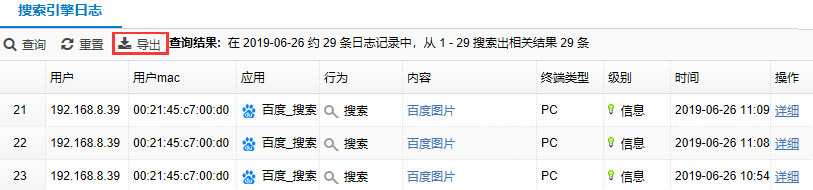 搜索引擎日志
查询 重置 导出 查询结果: 在 2019-06-26 约 29 条日志记录中，从 1 - 29 搜索出相关结果 29 条
用户 用户mac 应用 行为 内容 终端类型 级别 时间 操作
21 192.168.8.39 00:21:45:c7:00:d0 百度_搜索 搜索 百度图片 PC 信息 2019-06-26 11:09 详细
22 192.168.8.39 00:21:45:c7:00:d0 百度_搜索 搜索 百度图片 PC 信息 2019-06-26 11:08 详细
23 192.168.8.39 00:21:45:c7:00:d0 百度_搜索 搜索 百度图片 PC 信息 2019-06-26 10:54 详细